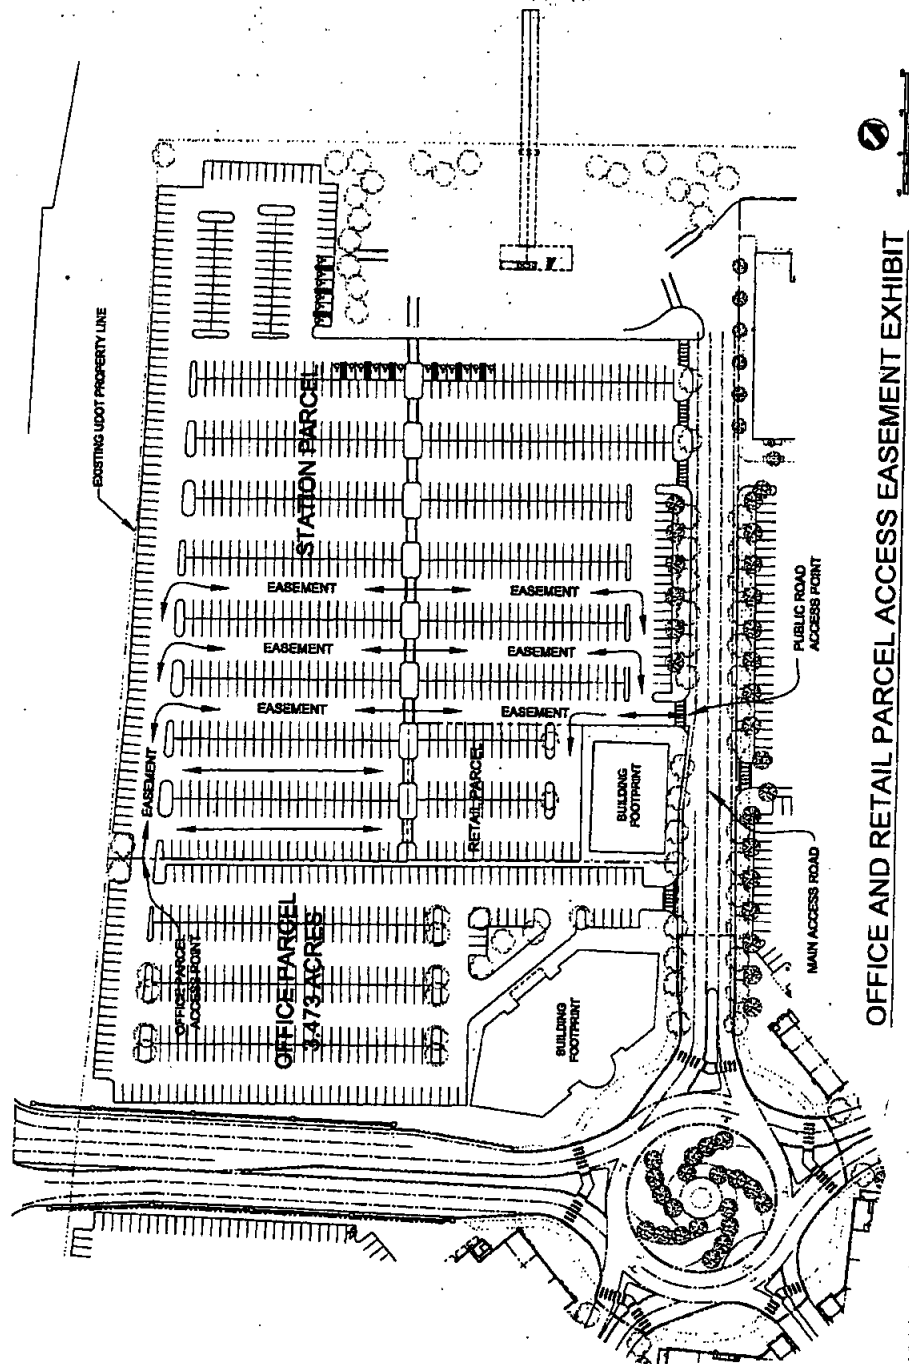 EXISTING UDOT PROPERTY LINE
STATION PARCEL
EASEMENT
EASEMENT
EASEMENT
EASEMENT
EASEMENT
EASEMENT
EASEMENT
RETAIL PARCEL
BUILDING
FOOTPRINT
PUBLIC ROAD
ACCESS POINT
OFFICE PARCEL
ACCESS POINT
OFFICE PARCEL
3.473 ACRES
BUILDING
FOOTPRINT
MAIN ACCESS ROAD
OFFICE AND RETAIL PARCEL ACCESS EASEMENT EXHIBIT